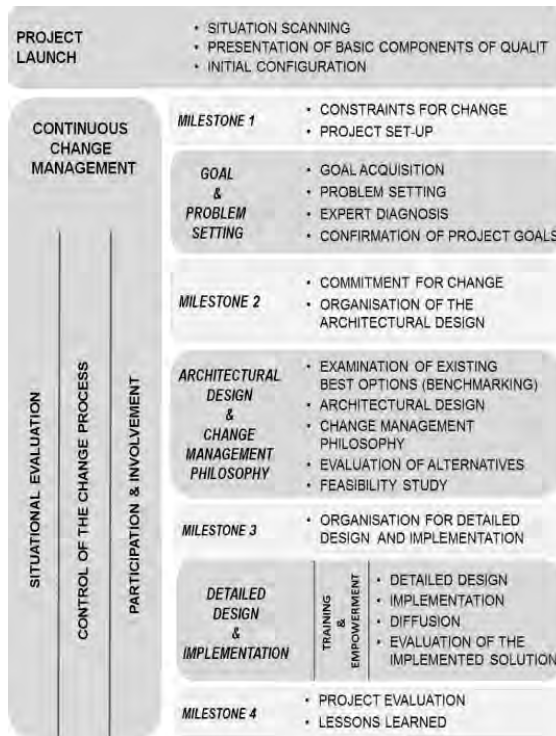 PROJECT
LAUNCH
• SITUATION SCANNING
• PRESENTATION OF BASIC COMPONENTS OF QUALIT
• INITIAL CONFIGURATION
CONTINUOUS
CHANGE
MANAGEMENT
SITUATIONAL EVALUATION
CONTROL OF THE CHANGE PROCESS
PARTICIPATION & INVOLVEMENT
MILESTONE 1
• CONSTRAINTS FOR CHANGE
• PROJECT SET-UP
GOAL
&
PROBLEM
SETTING
• GOAL ACQUISITION
• PROBLEM SETTING
• EXPERT DIAGNOSIS
• CONFIRMATION OF PROJECT GOALS
MILESTONE 2
• COMMITMENT FOR CHANGE
• ORGANISATION OF THE
ARCHITECTURAL DESIGN
ARCHITECTURAL
DESIGN
&
CHANGE
MANAGEMENT
PHILOSOPHY
• EXAMINATION OF EXISTING
BEST OPTIONS (BENCHMARKING)
• ARCHITECTURAL DESIGN
• CHANGE MANAGEMENT
PHILOSOPHY
• EVALUATION OF ALTERNATIVES
• FEASIBILITY STUDY
MILESTONE 3
• ORGANISATION FOR DETAILED
DESIGN AND IMPLEMENTATION
DETAILED
DESIGN
&
IMPLEMENTATION
TRAINING
&
EMPOWERMENT
• DETAILED DESIGN
• IMPLEMENTATION
• DIFFUSION
• EVALUATION OF THE
IMPLEMENTED SOLUTION
MILESTONE 4
• PROJECT EVALUATION
• LESSONS LEARNED